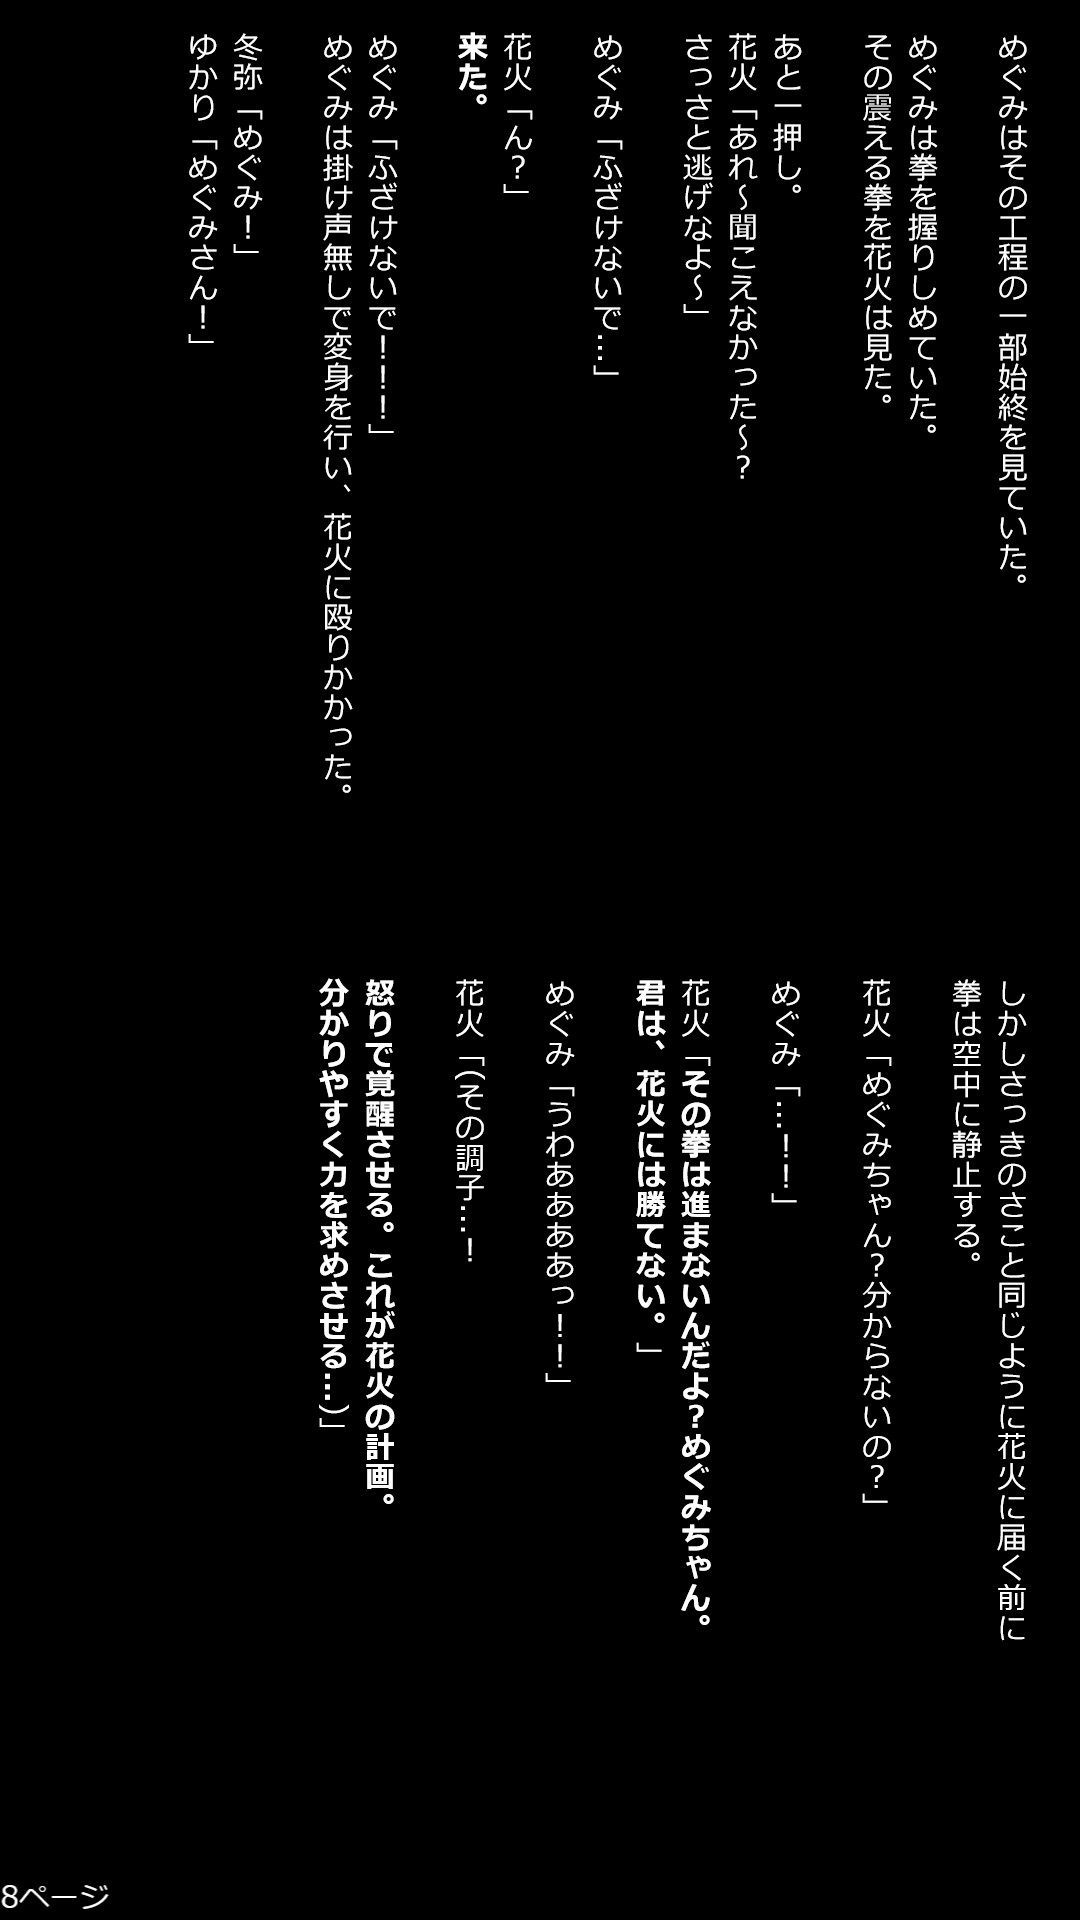 めぐみはその工程の一部始終を見ていた。
めぐみは拳を握りしめていた。
その震える拳を花火は見た。
あと一押し。
花火「あれ～聞こえなかった～?
さっさと逃げなよ～」
めぐみ「ふざけないで…」
花火「ん?」
来た。
めぐみ「ふざけないで！！！」
めぐみは掛け声無しで変身を行い、花火に殴りかかった。
冬弥「めぐみ！」
ゆかり「めぐみさん！」
しかしさっきのさこと同じように花火に届く前に
拳は空中に静止する。
花火「めぐみちゃん?分からないの?」
めぐみ「…！！」
花火「その拳は進まないんだよ?めぐみちゃん。
君は、花火には勝てない。」
めぐみ「うわああああっ！！」
花火「(その調子…！
怒りで覚醒させる。これが花火の計画。
分かりやすく力を求めさせる…)」
8ページ